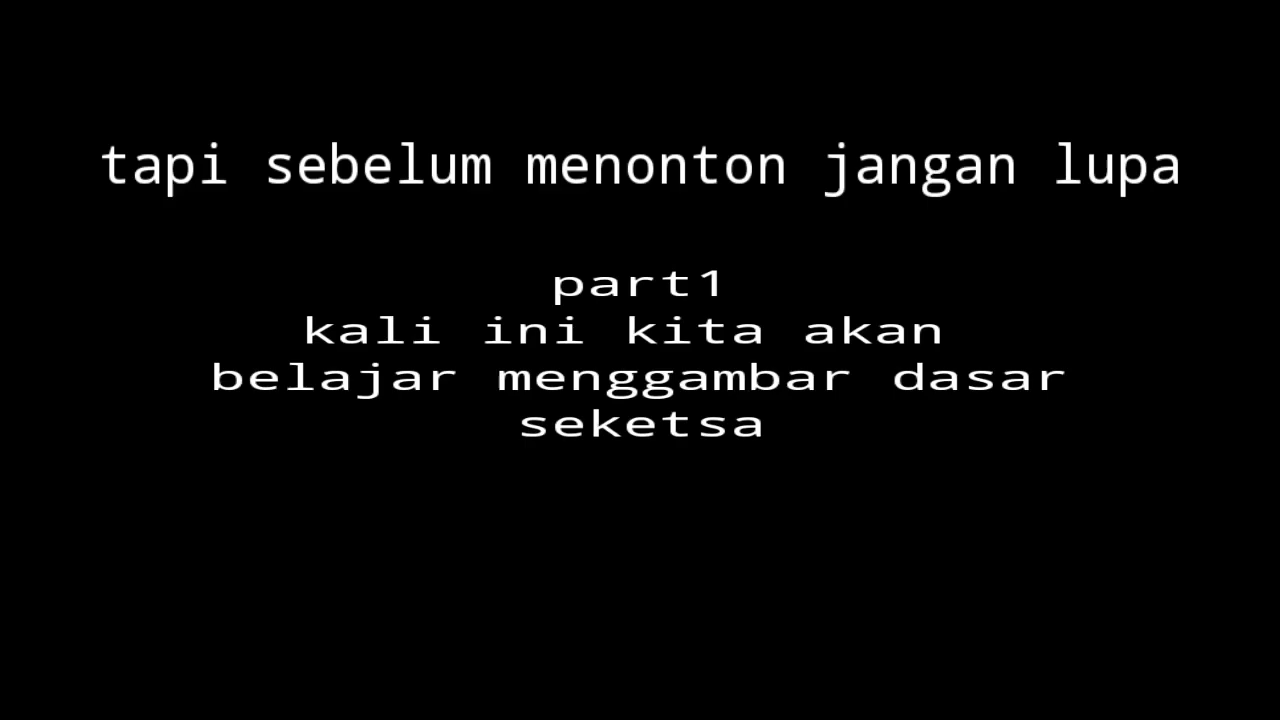 tapi sebelum menonton jangan lupa
part1
kali ini kita akan
belajar menggambar dasar
seketsa